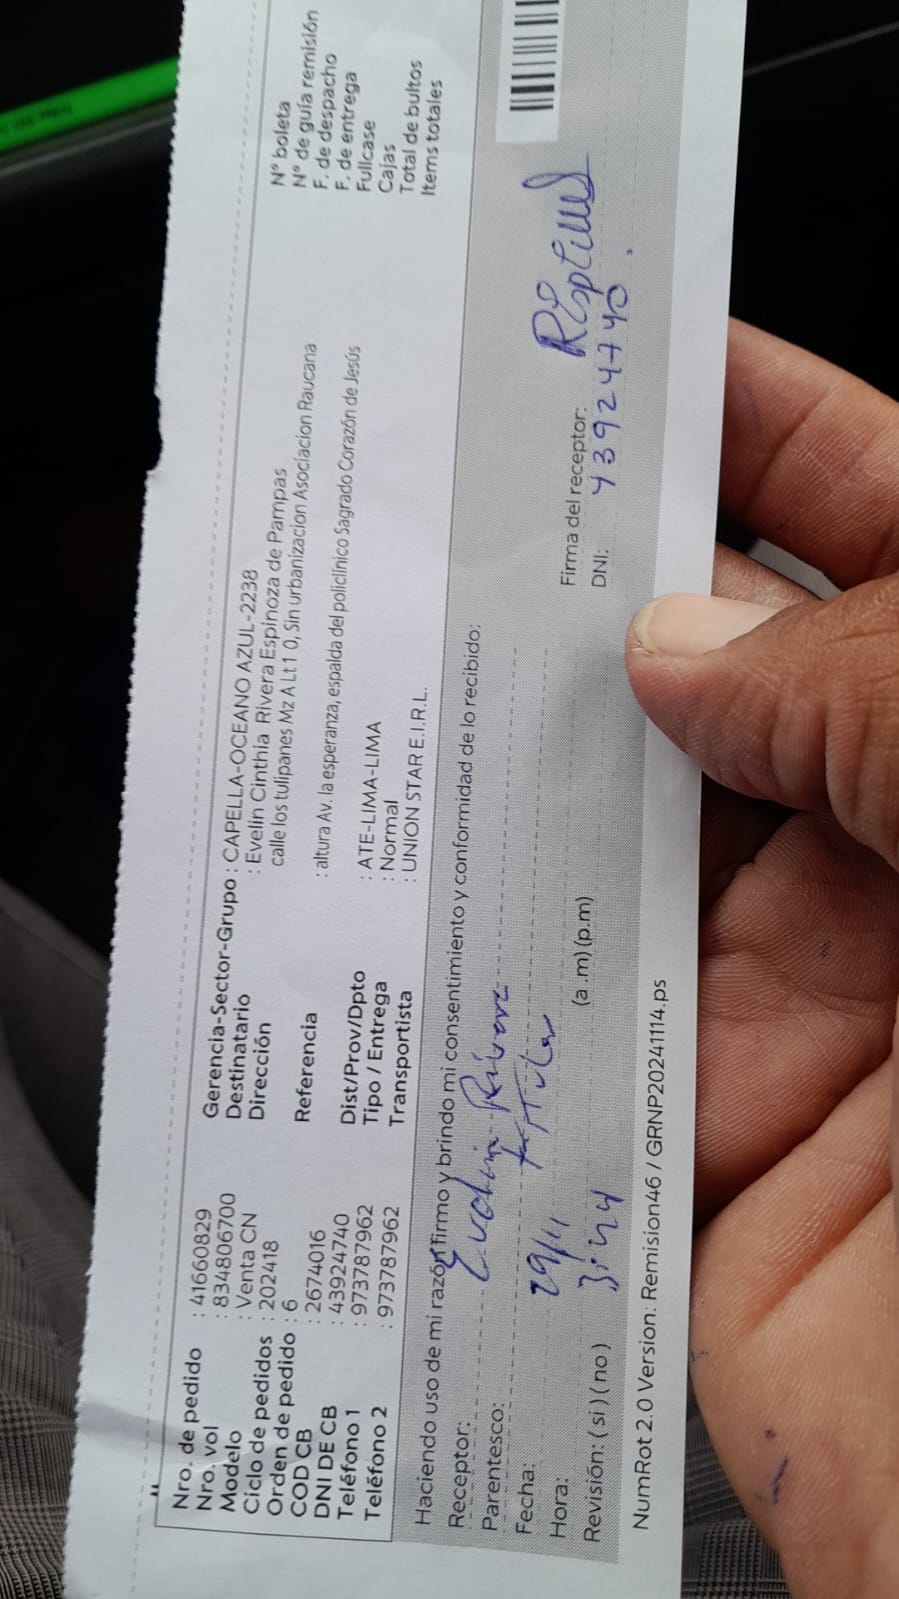 Nro. de pedido : 41660829
Nro. vol : 834806700
Modelo : Venta CN
Ciclo de pedidos : 202418
Orden de pedido : 6
COD CB : 2674016
DNI DE CB : 43924740
Teléfono 1 : 973787962
Teléfono 2 : 973787962
Gerencia-Sector-Grupo : CAPELLA-OCEANO AZUL-2238
Destinatario : Evelin Cinthia Rivera Espinoza de Pampas
Dirección calle los tulipanes Mz A Lt1 0, Sin urbanizacion Asociacion Raucana
Referencia : altura Av. la esperanza, espalda del policlinico Sagrado Corazón de Jesús
Dist/Prov/Dpto : ATE-LIMA-LIMA
Tipo / Entrega : Normal
Transportista : UNION STAR E.I.R.L.
N° boleta
N° de guía remisión
F. de despacho
F. de entrega
Fullcase
Cajas
Total de bultos
Items totales
Haciendo uso de mi razón firmo y brindo mi consentimiento y conformidad de lo recibido:
Receptor: Rivera
Parentesco: Titular
Fecha: 29/11
Hora: (a.m) (p.m)
Revisión: ( si ) ( no )
Firma del receptor:
DNI: 43924740
NumRot 2.0 Version: Remision46 / GRNP20241114.ps